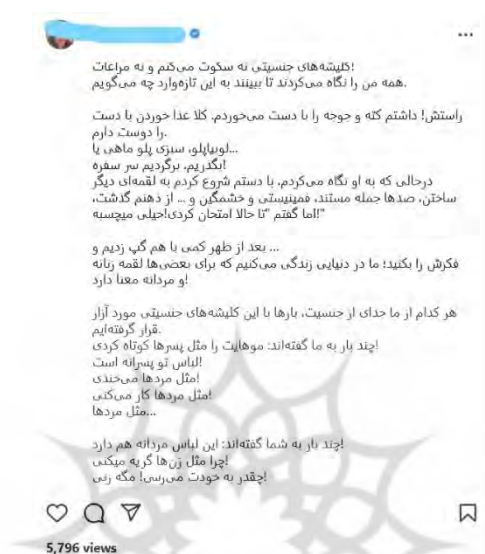 !کلیشه‌های جنسیتی نه سکوت می‌کنم و نه مراعات
.همه من را نگاه می‌کردند تا ببینند به این تازه‌وارد چه می‌گویم
راستش! داشتم کته و جوجه را با دست می‌خوردم. کلا غذا خوردن با دست
.را دوست دارم
...لوبیاپلو، سبزی پلو ماهی یا
!بگذریم، برگردیم سر سفره
درحالی که به او نگاه می‌کردم، با دستم شروع کردم به لقمه‌ای دیگر
ساختن، صدها جمله مستند، فمینیستی و خشمگین و ... از ذهنم گذشت،
"!اما گفتم "تا حالا امتحان کردی!خیلی میچسبه
... بعد از ظهر کمی با هم گپ زدیم و
فکرش را بکنید؛ ما در دنیایی زندگی می‌کنیم که برای بعضی‌ها لقمه زنانه
!و مردانه معنا دارد
هر کدام از ما جدای از جنسیت، بارها با این کلیشه‌های جنسیتی مورد آزار
.قرار گرفته‌ایم
!چند بار به ما گفته‌اند: موهایت را مثل پسرها کوتاه کردی
!لباس تو پسرانه است
!مثل مردها می‌خندی
!مثل مردها کار می‌کنی
...مثل مردها
!چند بار به شما گفته‌اند: این لباس مردانه هم دارد
!چرا مثل زن‌ها گریه میکنی
!چقدر به خودت می‌رسی! مگه زنی
5,796 views